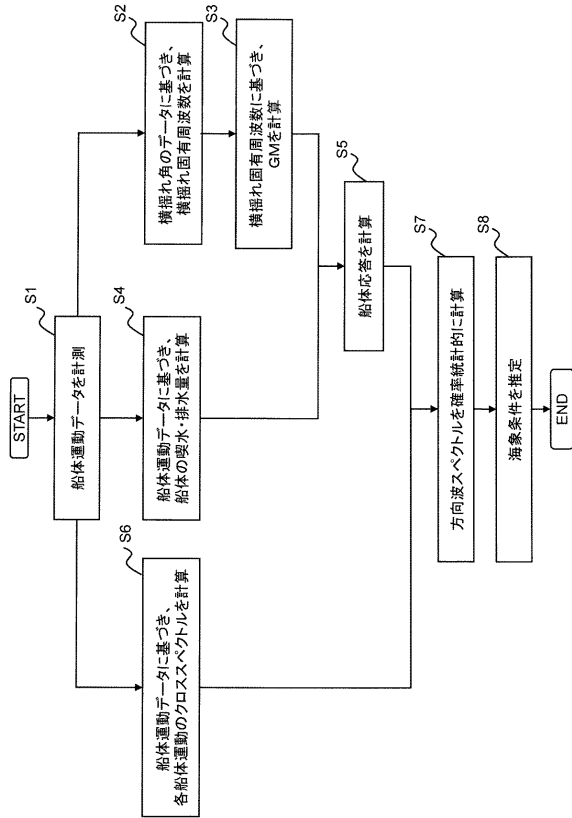 START
S1
船体運動データを計測
S2
横揺れ角のデータに基づき、
横揺れ固有周波数を計算
S3
横揺れ固有周波数に基づき、
GMを計算
S4
船体運動データに基づき、
船体の喫水・排水量を計算
S5
船体応答を計算
S6
船体運動データに基づき、
各船体運動のクロススペクトルを計算
S7
方向波スペクトルを確率統計的に計算
S8
海象条件を推定
END